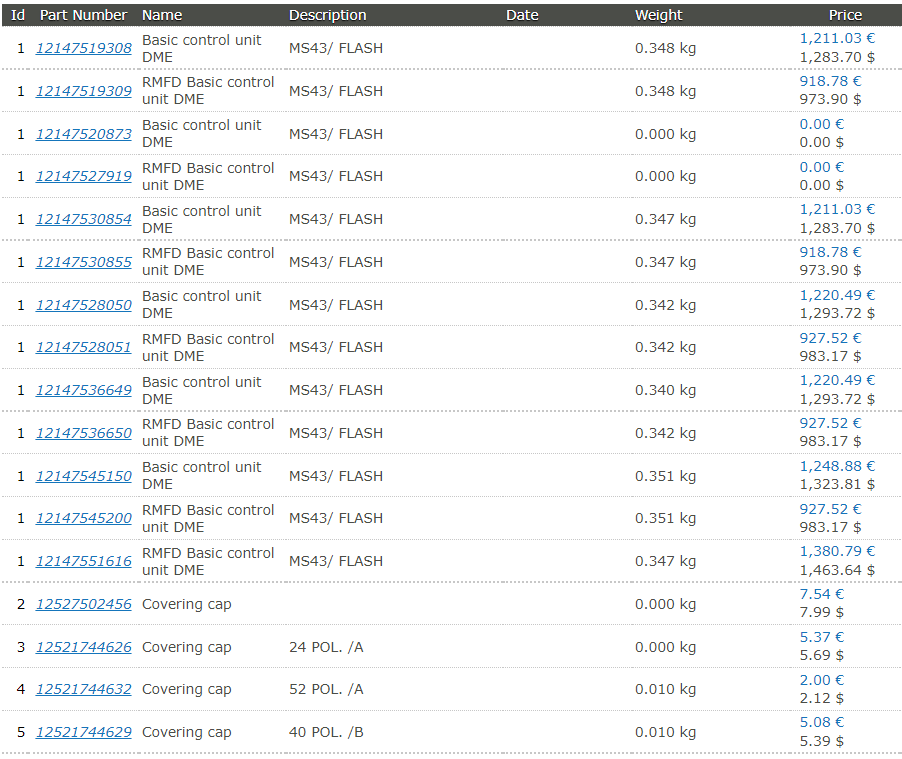 Id Part Number Name Description Date Weight Price
1 12147519308 Basic control unit DME MS43/ FLASH 0.348 kg 1,211.03 €
1,283.70 $
1 12147519309 RMFD Basic control unit DME MS43/ FLASH 0.348 kg 918.78 €
973.90 $
1 12147520873 Basic control unit DME MS43/ FLASH 0.000 kg 0.00 €
0.00 $
1 12147527919 RMFD Basic control unit DME MS43/ FLASH 0.000 kg 0.00 €
0.00 $
1 12147530854 Basic control unit DME MS43/ FLASH 0.347 kg 1,211.03 €
1,283.70 $
1 12147530855 RMFD Basic control unit DME MS43/ FLASH 0.347 kg 918.78 €
973.90 $
1 12147528050 Basic control unit DME MS43/ FLASH 0.342 kg 1,220.49 €
1,293.72 $
1 12147528051 RMFD Basic control unit DME MS43/ FLASH 0.342 kg 927.52 €
983.17 $
1 12147536649 Basic control unit DME MS43/ FLASH 0.340 kg 1,220.49 €
1,293.72 $
1 12147536650 RMFD Basic control unit DME MS43/ FLASH 0.342 kg 927.52 €
983.17 $
1 12147545150 Basic control unit DME MS43/ FLASH 0.351 kg 1,248.88 €
1,323.81 $
1 12147545200 RMFD Basic control unit DME MS43/ FLASH 0.351 kg 927.52 €
983.17 $
1 12147551616 RMFD Basic control unit DME MS43/ FLASH 0.347 kg 1,380.79 €
1,463.64 $
2 12527502456 Covering cap 0.000 kg 7.54 €
7.99 $
3 12521744626 Covering cap 24 POL. /A 0.000 kg 5.37 €
5.69 $
4 12521744632 Covering cap 52 POL. /A 0.010 kg 2.00 €
2.12 $
5 12521744629 Covering cap 40 POL. /B 0.010 kg 5.08 €
5.39 $